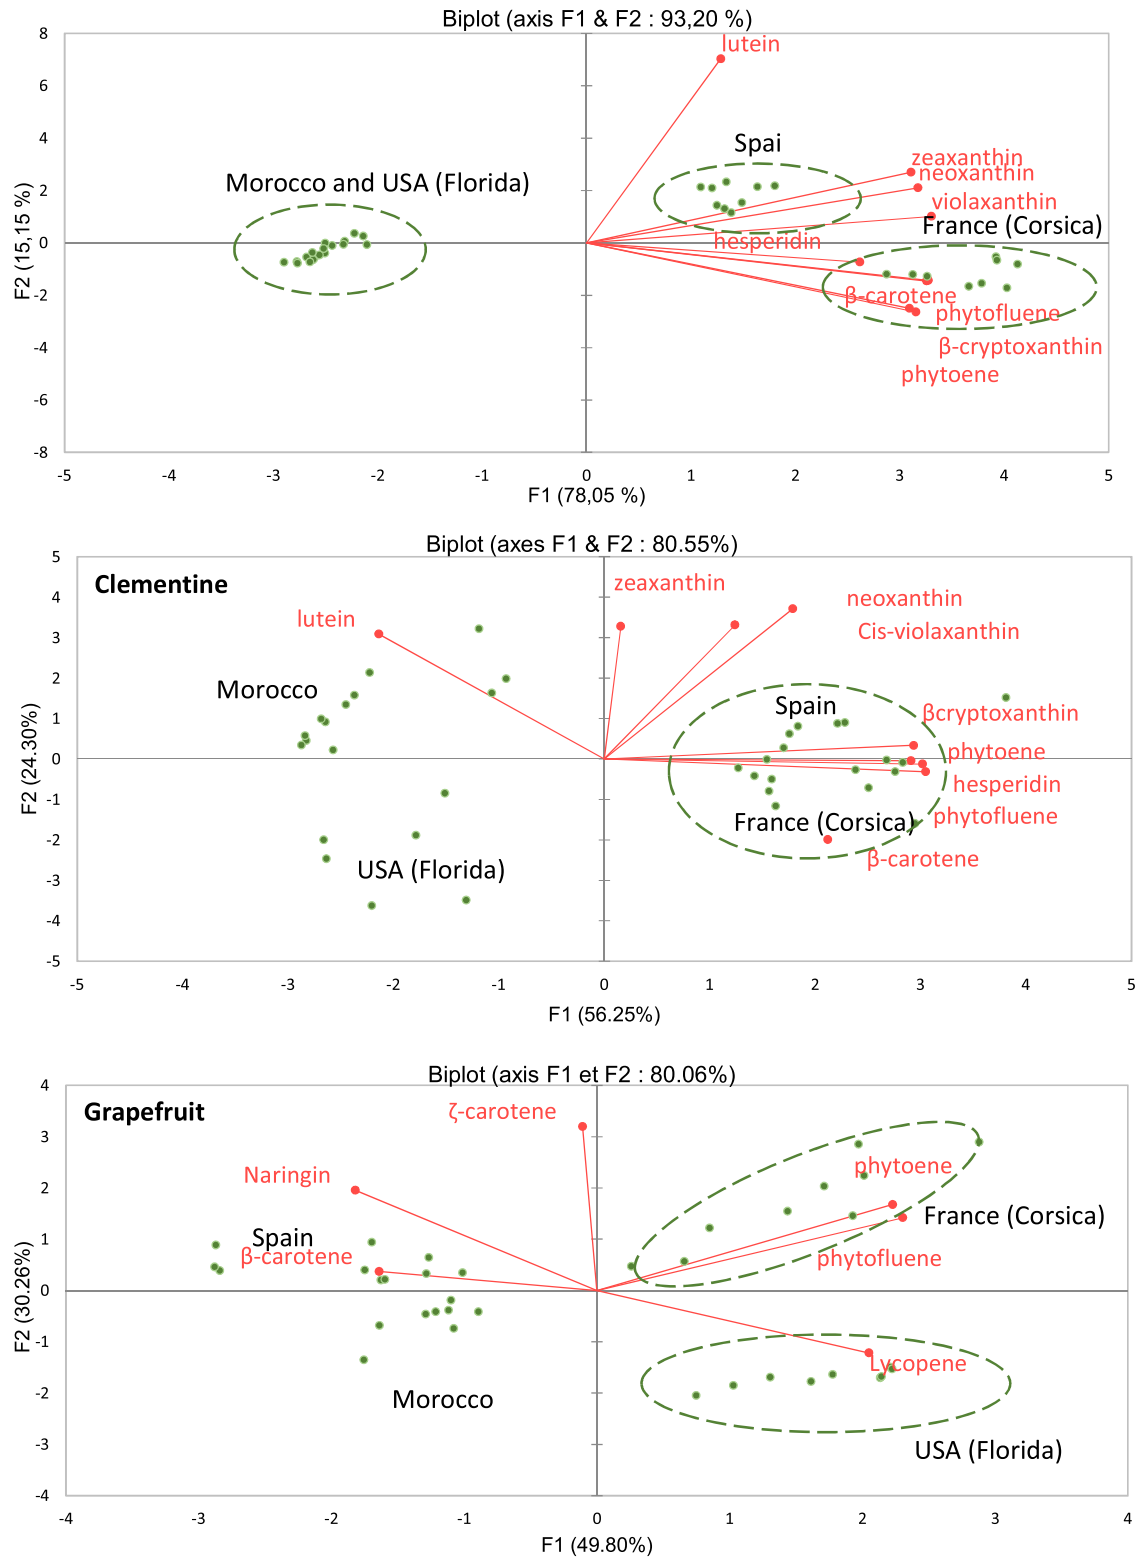 Biplot (axis F1 & F2 : 93,20 %)
lutein
Spai
zeaxanthin
neoxanthin
Morocco and USA (Florida)
violaxanthin
France (Corsica)
hesperidin
β-carotene
phytofluene
β-cryptoxanthin
phytoene
8
6
4
2
0
-2
-4
-6
-8
F2 (15,15 %)
-5 -4 -3 -2 -1 0 1 2 3 4 5
F1 (78,05 %)
Biplot (axes F1 & F2 : 80.55%)
Clementine
zeaxanthin
neoxanthin
lutein
Cis-violaxanthin
Morocco
Spain
βcryptoxanthin
phytoene
hesperidin
phytofluene
France (Corsica)
β-carotene
USA (Florida)
5
4
3
2
1
0
-1
-2
-3
-4
-5
F2 (24.30%)
-5 -4 -3 -2 -1 0 1 2 3 4 5
F1 (56.25%)
Biplot (axis F1 et F2 : 80.06%)
Grapefruit
ζ-carotene
Naringin
phytoene
France (Corsica)
Spain
β-carotene
phytofluene
Lycopene
Morocco
USA (Florida)
4
3
2
1
0
-1
-2
-3
-4
F2 (30.26%)
-4 -3 -2 -1 0 1 2 3 4
F1 (49.80%)